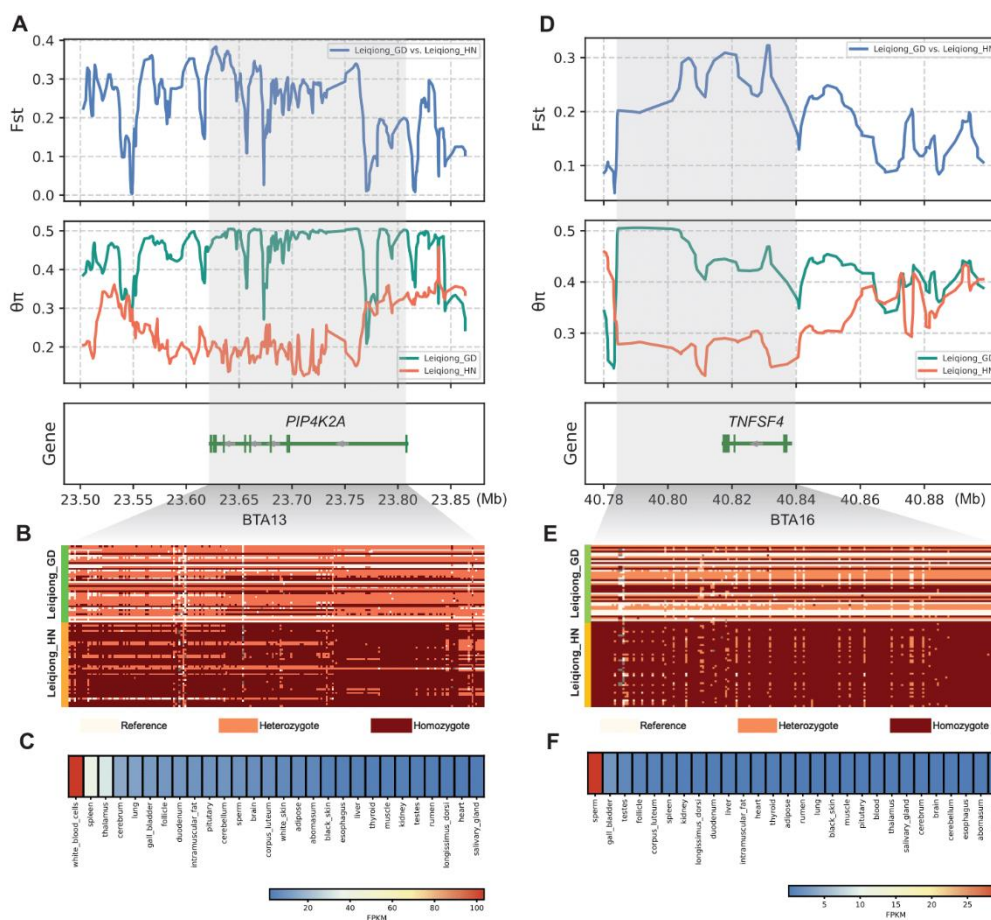 A
Leiqiong_GD vs. Leiqiong_HN
Fst
0.4
0.3
0.2
0.1
0.0
θπ
0.5
0.4
0.3
0.2
Leiqiong_GD
Leiqiong_HN
Gene
PIP4K2A
23.50 23.55 23.60 23.65 23.70 23.75 23.80 23.85 (Mb)
BTA13
B
Leiqiong_GD
Leiqiong_HN
Reference Heterozygote Homozygote
C
white_blood_cells
spleen
thalamus
cerebrum
lung
gall_bladder
follicle
duodenum
intramuscular_fat
pitutary
cerebellum
sperm
brain
corpus_luteum
white_skin
adipose
abomasum
black_skin
esophagus
liver
thyroid
muscle
kidney
testes
rumen
longissimus_dorsi
heart
salivary_gland
20 40 60 80 100
FPKM
D
Leiqiong_GD vs. Leiqiong_HN
Fst
0.3
0.2
0.1
θπ
0.5
0.4
0.3
Leiqiong_GD
Leiqiong_HN
Gene
TNFSF4
40.78 40.80 40.82 40.84 40.86 40.88 (Mb)
BTA16
E
Leiqiong_GD
Leiqiong_HN
Reference Heterozygote Homozygote
F
sperm
gall_bladder
testes
follicle
corpus_luteum
spleen
kidney
longissimus_dorsi
duodenum
liver
intramuscular_fat
heart
thyroid
adipose
rumen
lung
black_skin
muscle
pitutary
blood
thalamus
salivary_gland
brain
cerebellum
esophagus
abomasum
5 10 15 20 25
FPKM